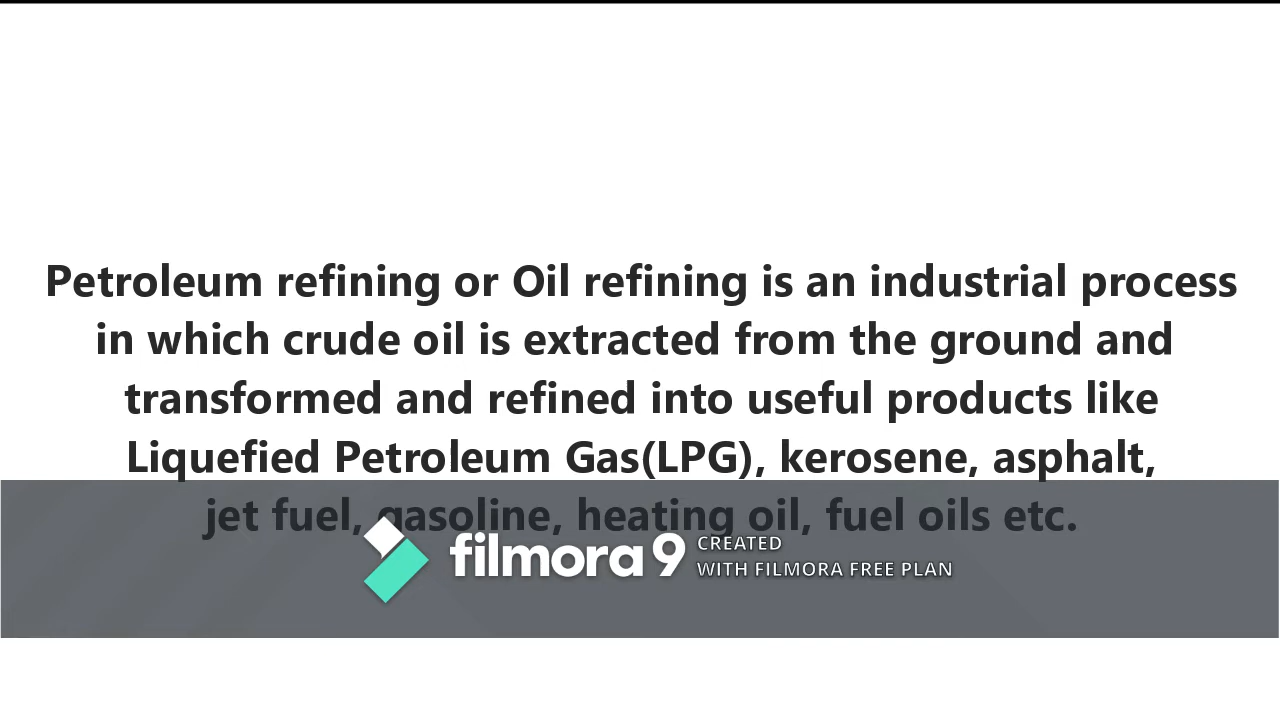 Petroleum refining or Oil refining is an industrial process
in which crude oil is extracted from the ground and
transformed and refined into useful products like
Liquefied Petroleum Gas(LPG), kerosene, asphalt,
jet fuel, gasoline, heating oil, fuel oils etc.
filmora 9 CREATED
WITH FILMORA FREE PLAN